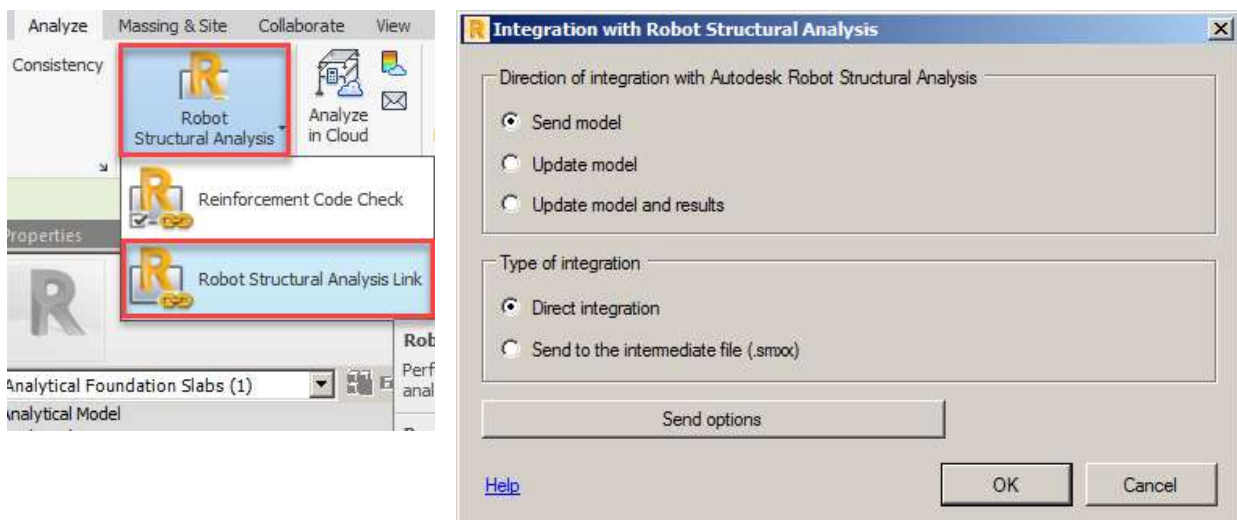 Analyze Massing & Site Collaborate View
Consistency
Robot
Structural Analysis
Analyze
in Cloud
Reinforcement Code Check
Properties
Robot Structural Analysis Link
Analytical Foundation Slabs (1)
Analytical Model
Integration with Robot Structural Analysis
Direction of integration with Autodesk Robot Structural Analysis
Send model
Update model
Update model and results
Type of integration
Direct integration
Send to the intermediate file (.smxx)
Send options
Help OK Cancel